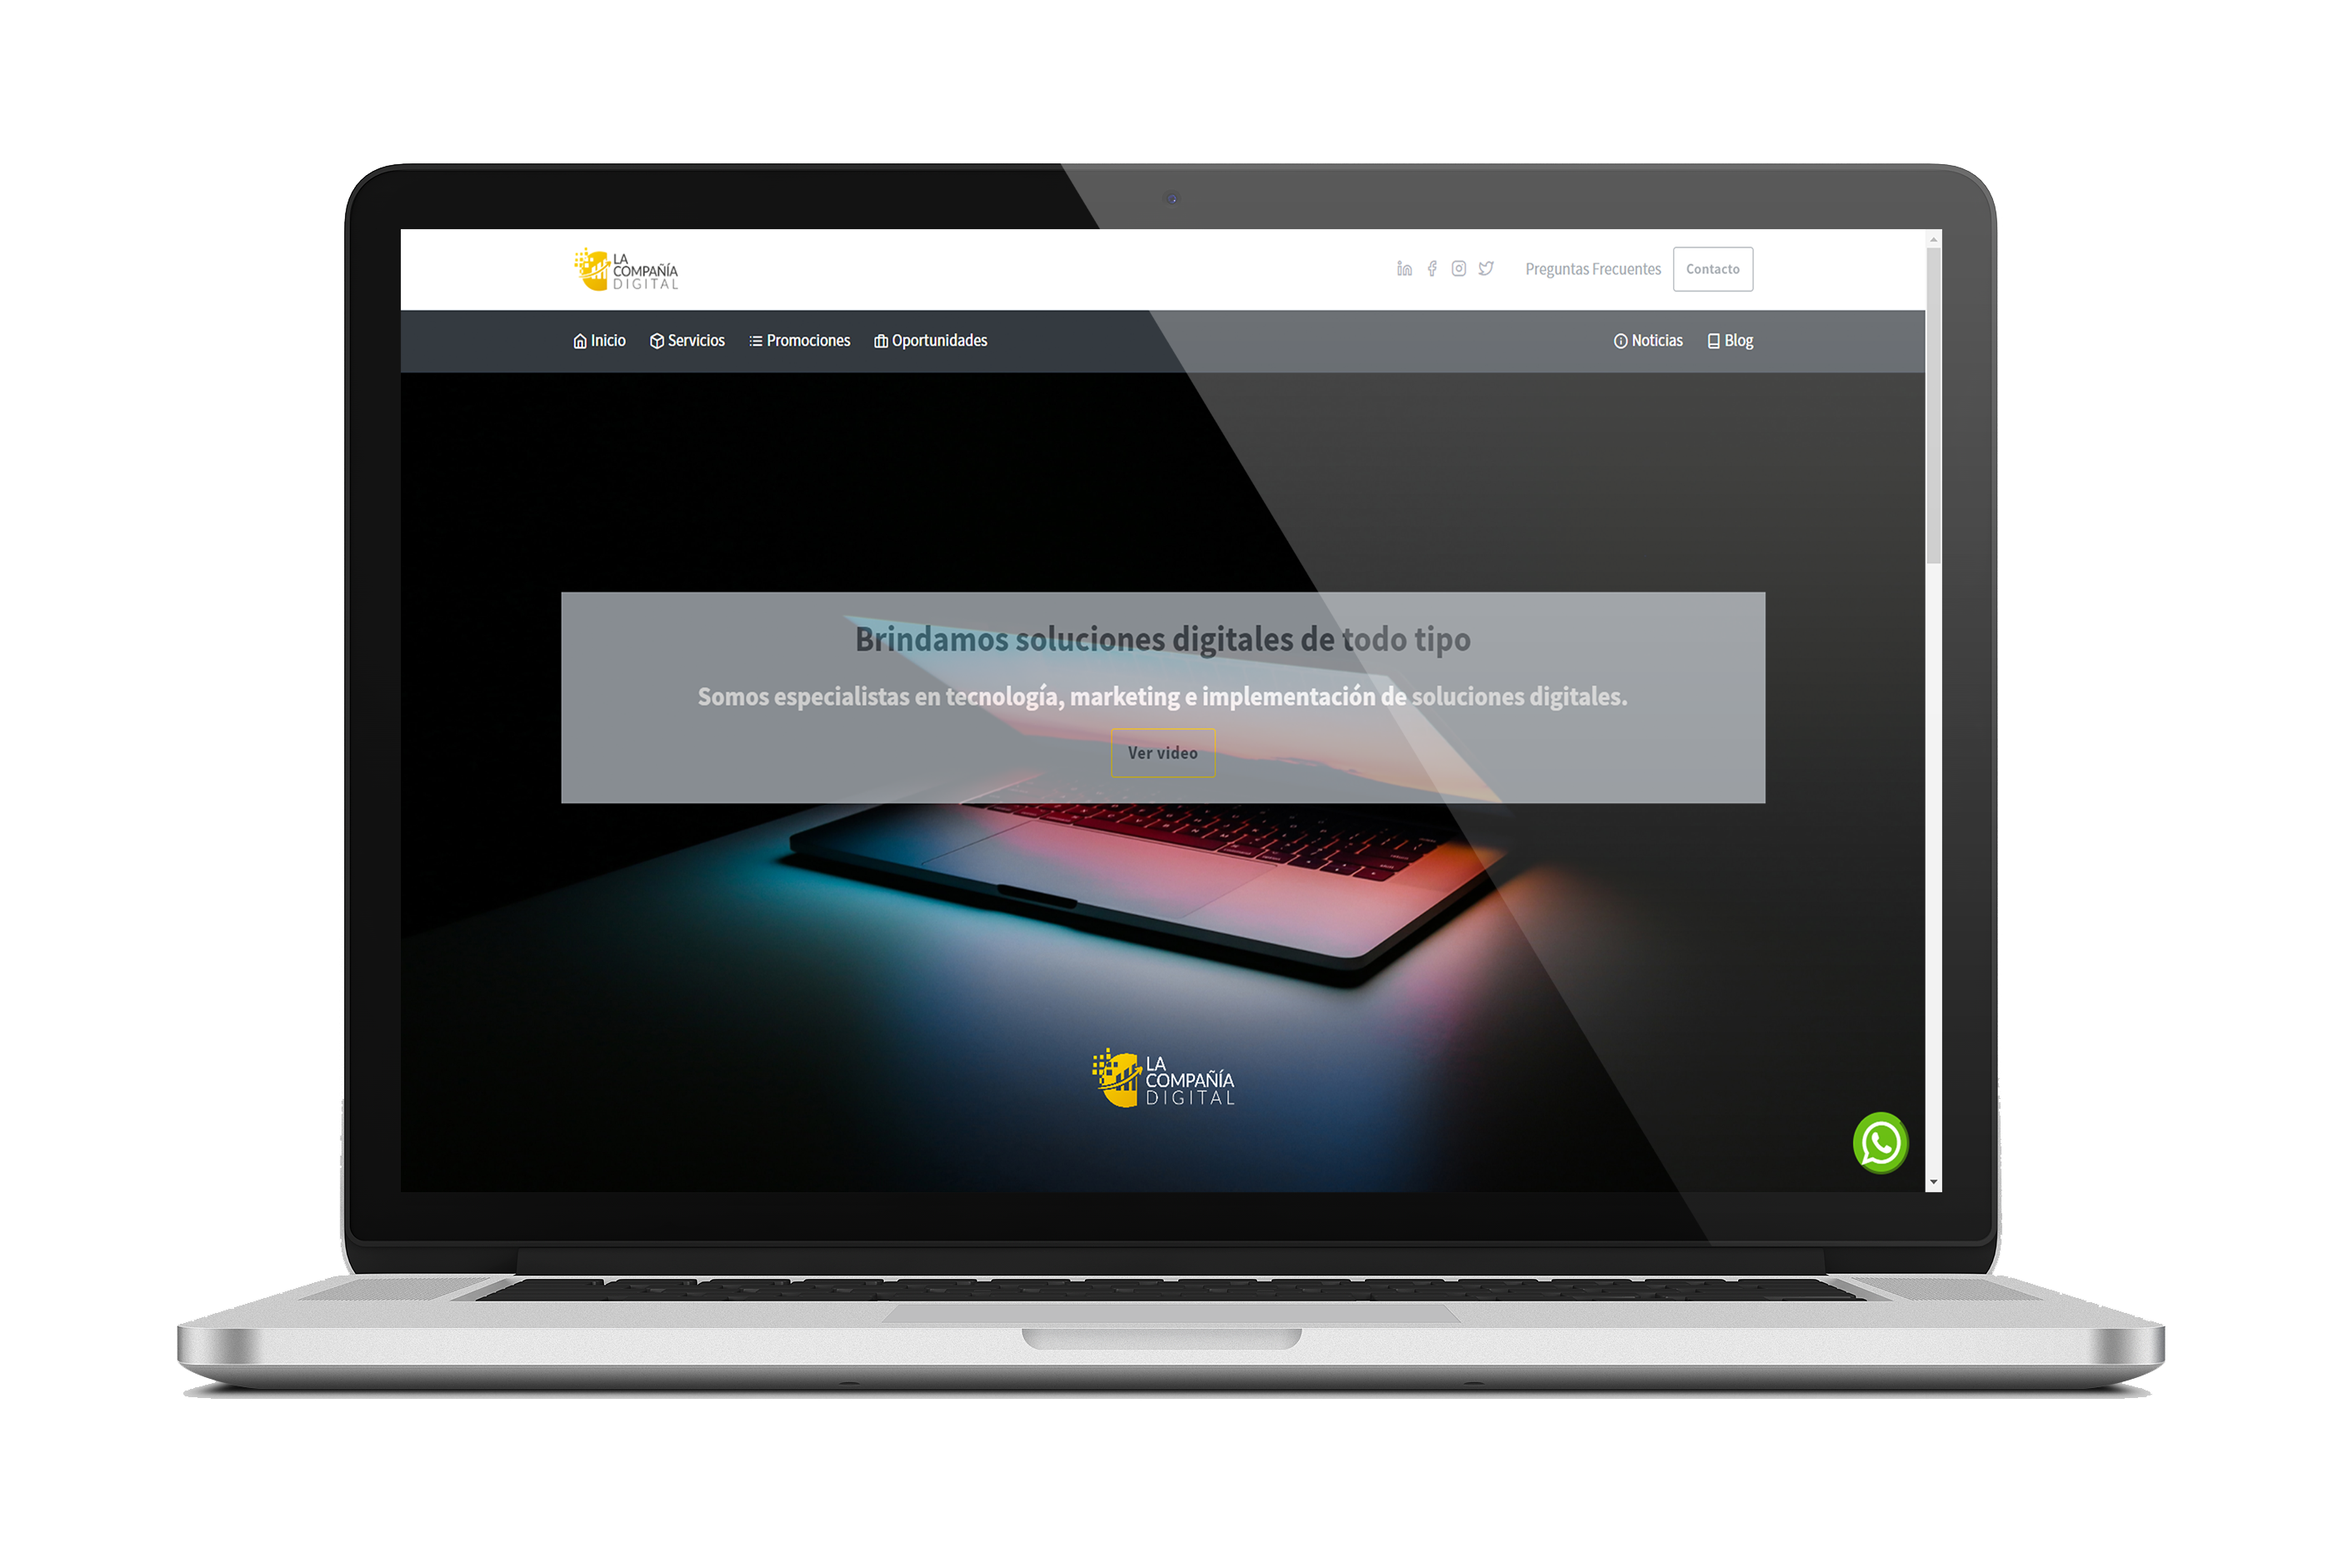 LA
COMPAÑÍA
DIGITAL
Preguntas Frecuentes
Contacto
Inicio
Servicios
Promociones
Oportunidades
Noticias
Blog
Brindamos soluciones digitales de todo tipo
Somos especialistas en tecnología, marketing e implementación de soluciones digitales.
Ver video
LA
COMPAÑÍA
DIGITAL